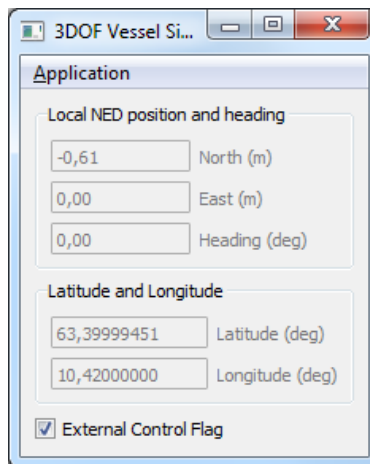 3DOF Vessel Si...
Application
Local NED position and heading
-0,61 North (m)
0,00 East (m)
0,00 Heading (deg)
Latitude and Longitude
63,39999451 Latitude (deg)
10,42000000 Longitude (deg)
External Control Flag